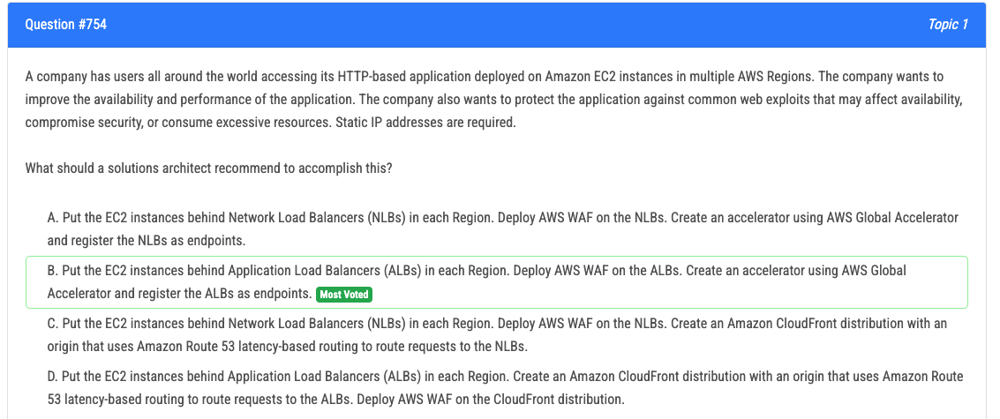 Question #754
Topic 1
A company has users all around the world accessing its HTTP-based application deployed on Amazon EC2 instances in multiple AWS Regions. The company wants to
improve the availability and performance of the application. The company also wants to protect the application against common web exploits that may affect availability,
compromise security, or consume excessive resources. Static IP addresses are required.
What should a solutions architect recommend to accomplish this?
A. Put the EC2 instances behind Network Load Balancers (NLBs) in each Region. Deploy AWS WAF on the NLBs. Create an accelerator using AWS Global Accelerator
and register the NLBs as endpoints.
B. Put the EC2 instances behind Application Load Balancers (ALBs) in each Region. Deploy AWS WAF on the ALBs. Create an accelerator using AWS Global
Accelerator and register the ALBs as endpoints. Most Voted
C. Put the EC2 instances behind Network Load Balancers (NLBs) in each Region. Deploy AWS WAF on the NLBs. Create an Amazon CloudFront distribution with an
origin that uses Amazon Route 53 latency-based routing to route requests to the NLBs.
D. Put the EC2 instances behind Application Load Balancers (ALBs) in each Region. Create an Amazon CloudFront distribution with an origin that uses Amazon Route
53 latency-based routing to route requests to the ALBs. Deploy AWS WAF on the CloudFront distribution.